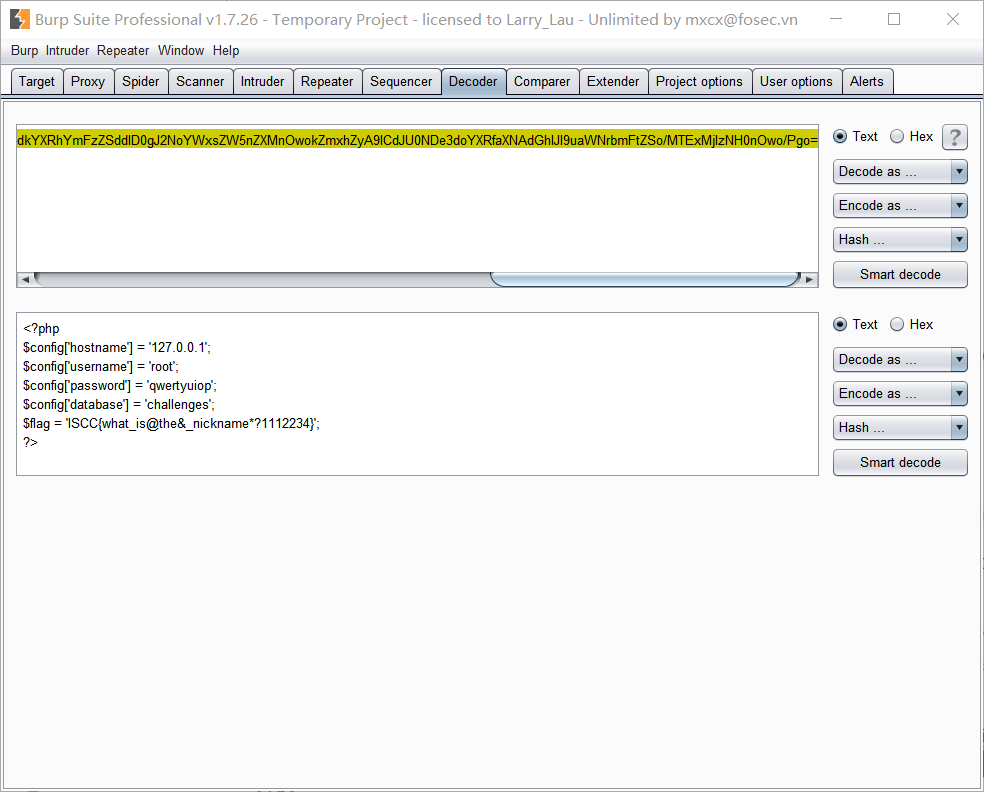 Burp Suite Professional v1.7.26 - Temporary Project - licensed to Larry_Lau - Unlimited by mxcx@fosec.vn
Burp Intruder Repeater Window Help
Target Proxy Spider Scanner Intruder Repeater Sequencer Decoder Comparer Extender Project options User options Alerts
Text Hex ?
Decode as ...
Encode as ...
Hash ...
Smart decode
<?php
$config['hostname'] = '127.0.0.1';
$config['username'] = 'root';
$config['password'] = 'qwertyuiop';
$config['database'] = 'challenges';
$flag = 'ISCC{what_is@the&_nickname*?1112234}';
?>
Text Hex
Decode as ...
Encode as ...
Hash ...
Smart decode